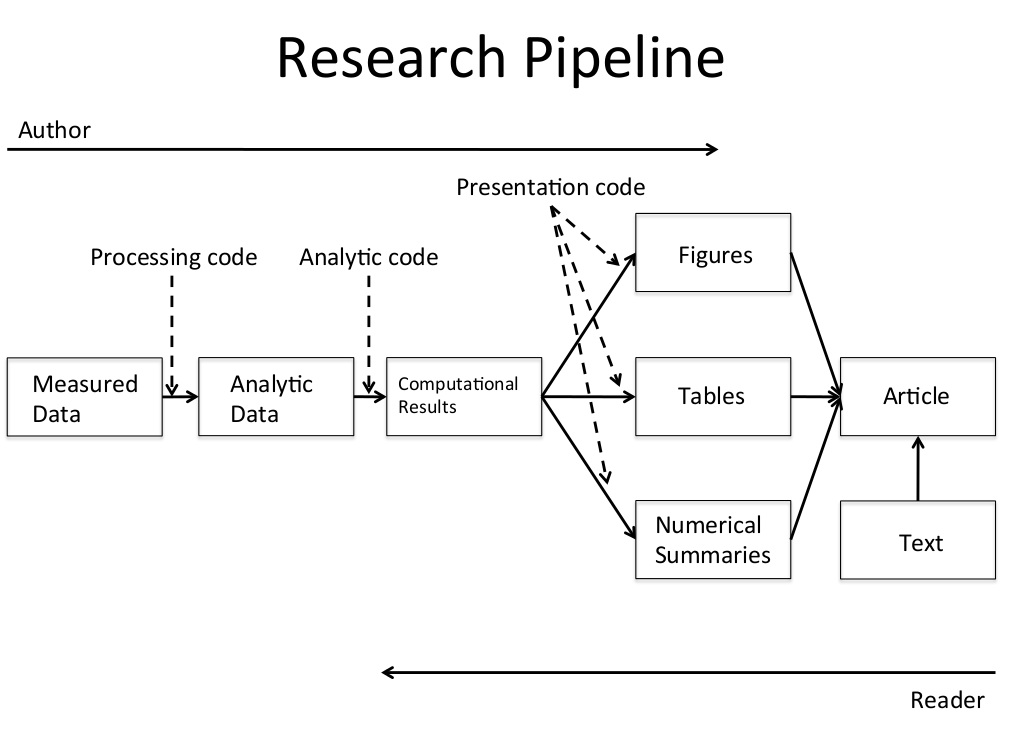 Research Pipeline
Author
Presentation code
Processing code
Analytic code
Figures
Measured
Data
Analytic
Data
Computational
Results
Tables
Article
Numerical
Summaries
Text
Reader